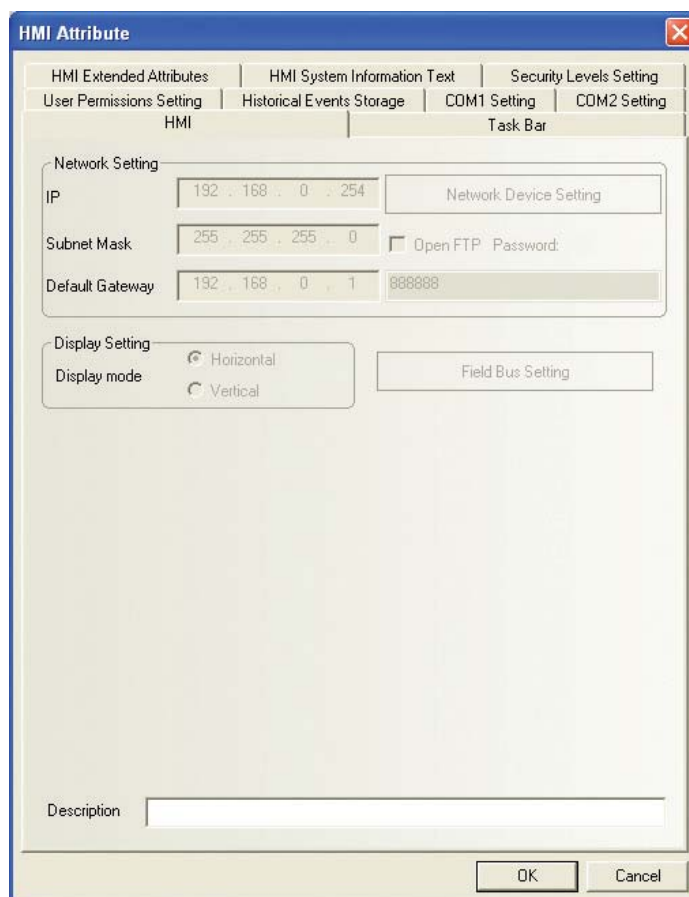 HMI Attribute
HMI Extended Attributes HMI System Information Text Security Levels Setting
User Permissions Setting Historical Events Storage COM1 Setting COM2 Setting
HMI Task Bar
Network Setting
IP 192 . 168 . 0 . 254 Network Device Setting
Subnet Mask 255 . 255 . 255 . 0 Open FTP Password:
Default Gateway 192 . 168 . 0 . 1 888888
Display Setting
Display mode
Horizontal
Vertical
Field Bus Setting
Description
OK Cancel